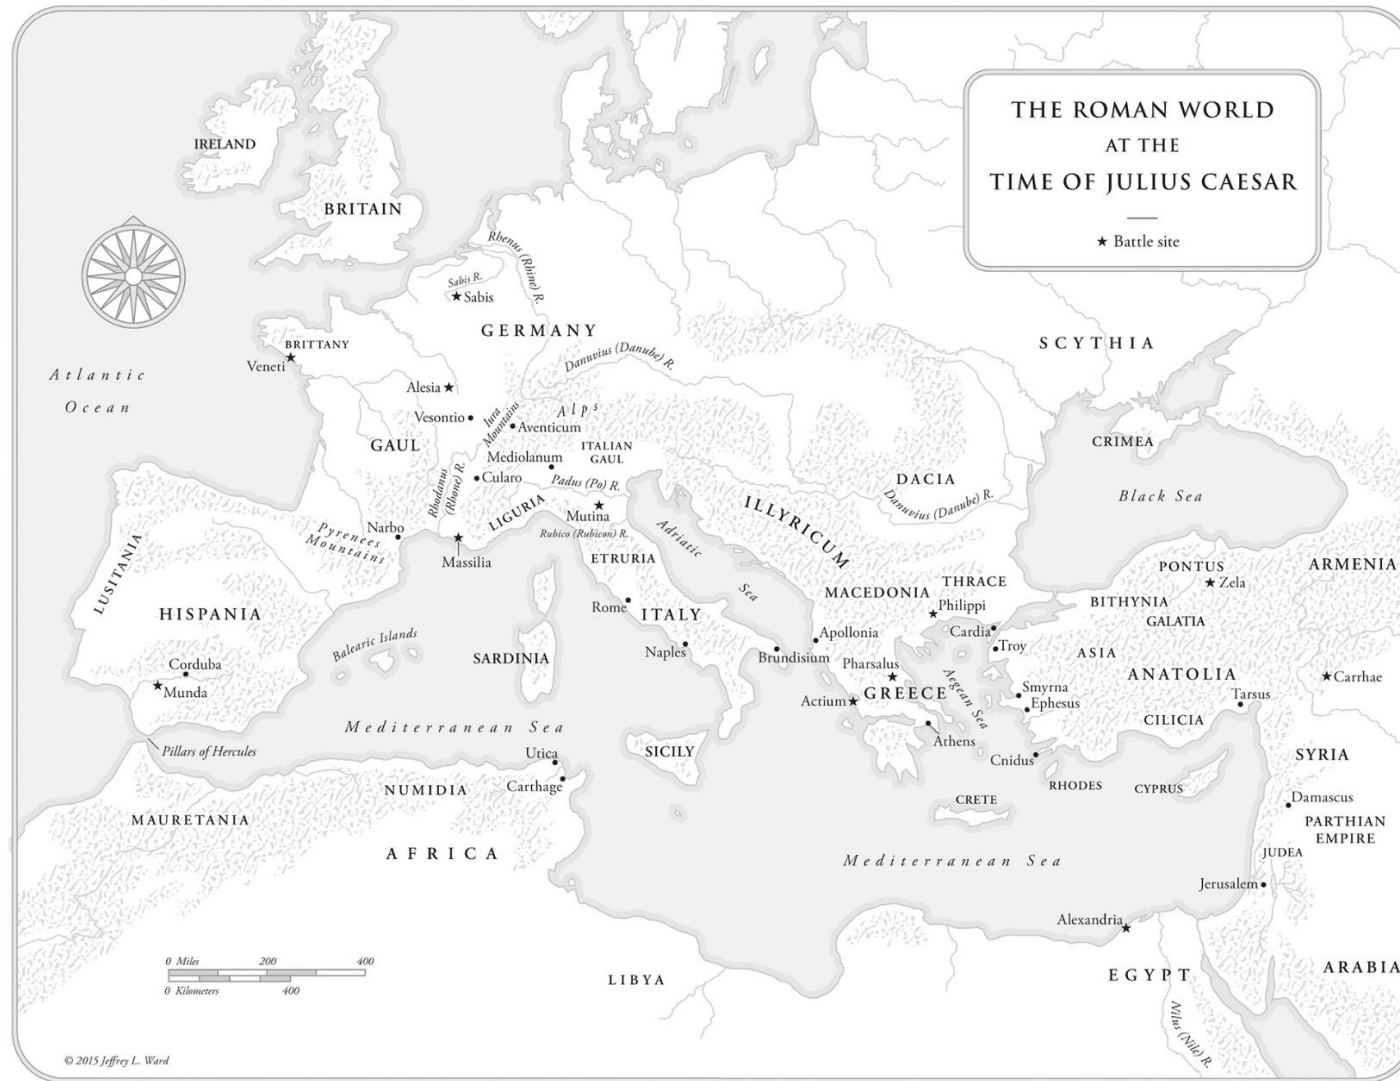 THE ROMAN WORLD
AT THE
TIME OF JULIUS CAESAR
★ Battle site
IRELAND
BRITAIN
Rhenus (Rhine) R.
Sabis R.
★ Sabis
GERMANY
SCYTHIA
BRITTANY
Veneti
Danuvius (Danube) R.
Atlantic
Ocean
Alesia ★
Vesontio
Jura
Mountains
Alps
Aventicum
GAUL
ITALIAN
GAUL
CRIMEA
Mediolanum
Cularo
Padus (Po) R.
Rhodanus
(Rhone) R.
DACIA
Danuvius (Danube) R.
Black Sea
LIGURIA
Mutina
Rubico (Rubicon) R.
ILLYRICUM
Adriatic
Sea
Narbo
Pyrenees
Mountains
Massilia
ETRURIA
LUSITANIA
HISPANIA
PONTUS
ARMENIA
★ Zela
THRACE
MACEDONIA
BITHYNIA
GALATIA
Philippi
Rome
ITALY
Cardia
Troy
Apollonia
Balearic Islands
SARDINIA
Naples
Brundisium
ASIA
ANATOLIA
Pharsalus
GREECE
Aegean Sea
★ Carrhae
Corduba
★ Munda
Smyrna
Ephesus
Tarsus
Actium ★
CILICIA
Mediterranean Sea
Athens
Pillars of Hercules
SICILY
Utica
Carthage
Cnidus
SYRIA
NUMIDIA
RHODES
CYPRUS
CRETE
Damascus
MAURETANIA
PARTHIAN
EMPIRE
AFRICA
Mediterranean Sea
JUDEA
Jerusalem
Alexandria
0 Miles 200 400
0 Kilometers 400
LIBYA
EGYPT
ARABIA
Nilus (Nile) R.
© 2015 Jeffrey L. Ward